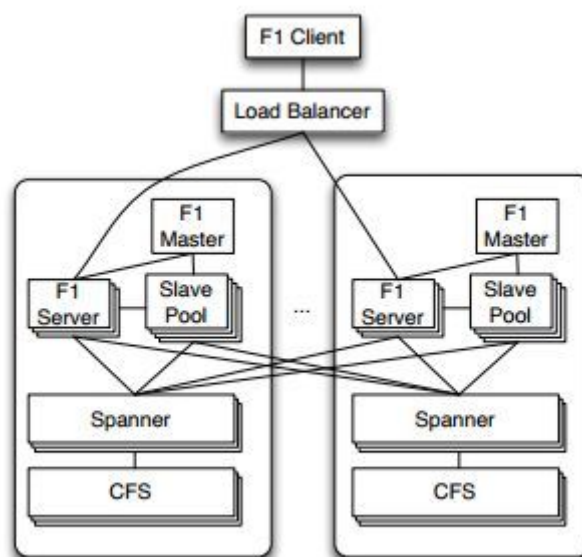 F1 Client
Load Balancer
F1
Master
F1
Server
Slave
Pool
Spanner
CFS
...
F1
Master
F1
Server
Slave
Pool
Spanner
CFS